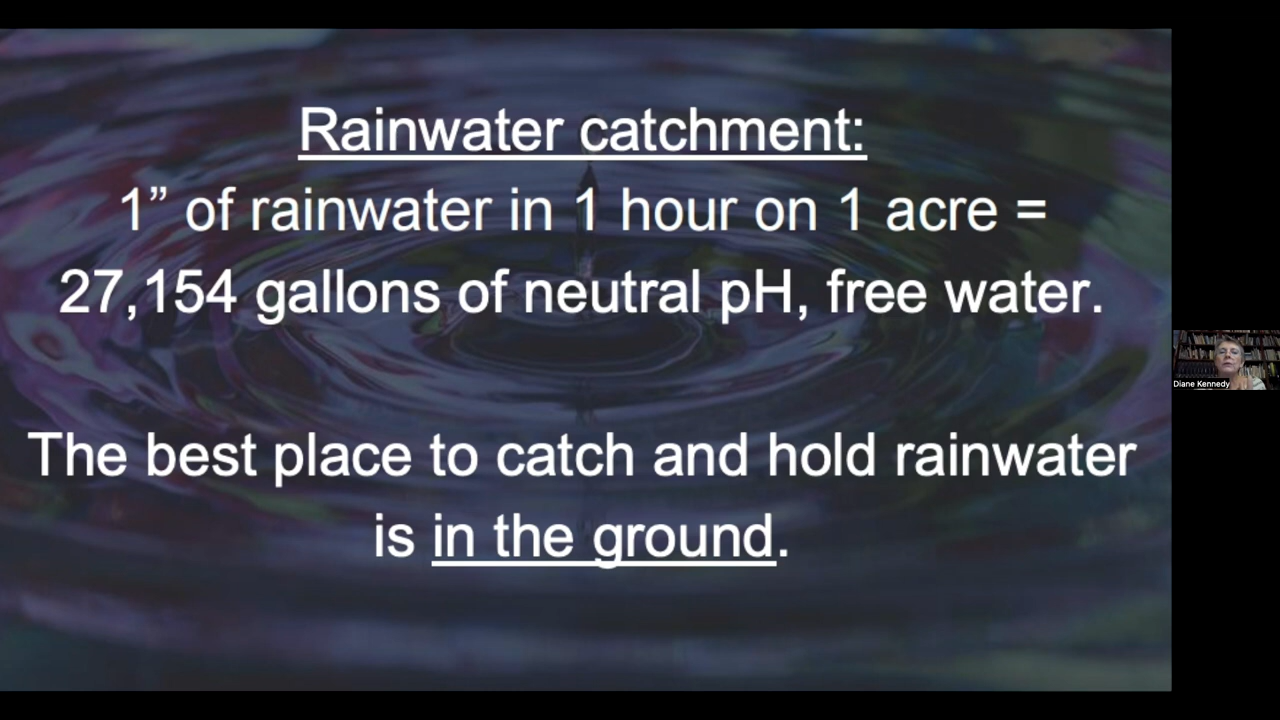 Rainwater catchment:
1” of rainwater in 1 hour on 1 acre =
27,154 gallons of neutral pH, free water.
The best place to catch and hold rainwater
is in the ground.
Diane Kennedy